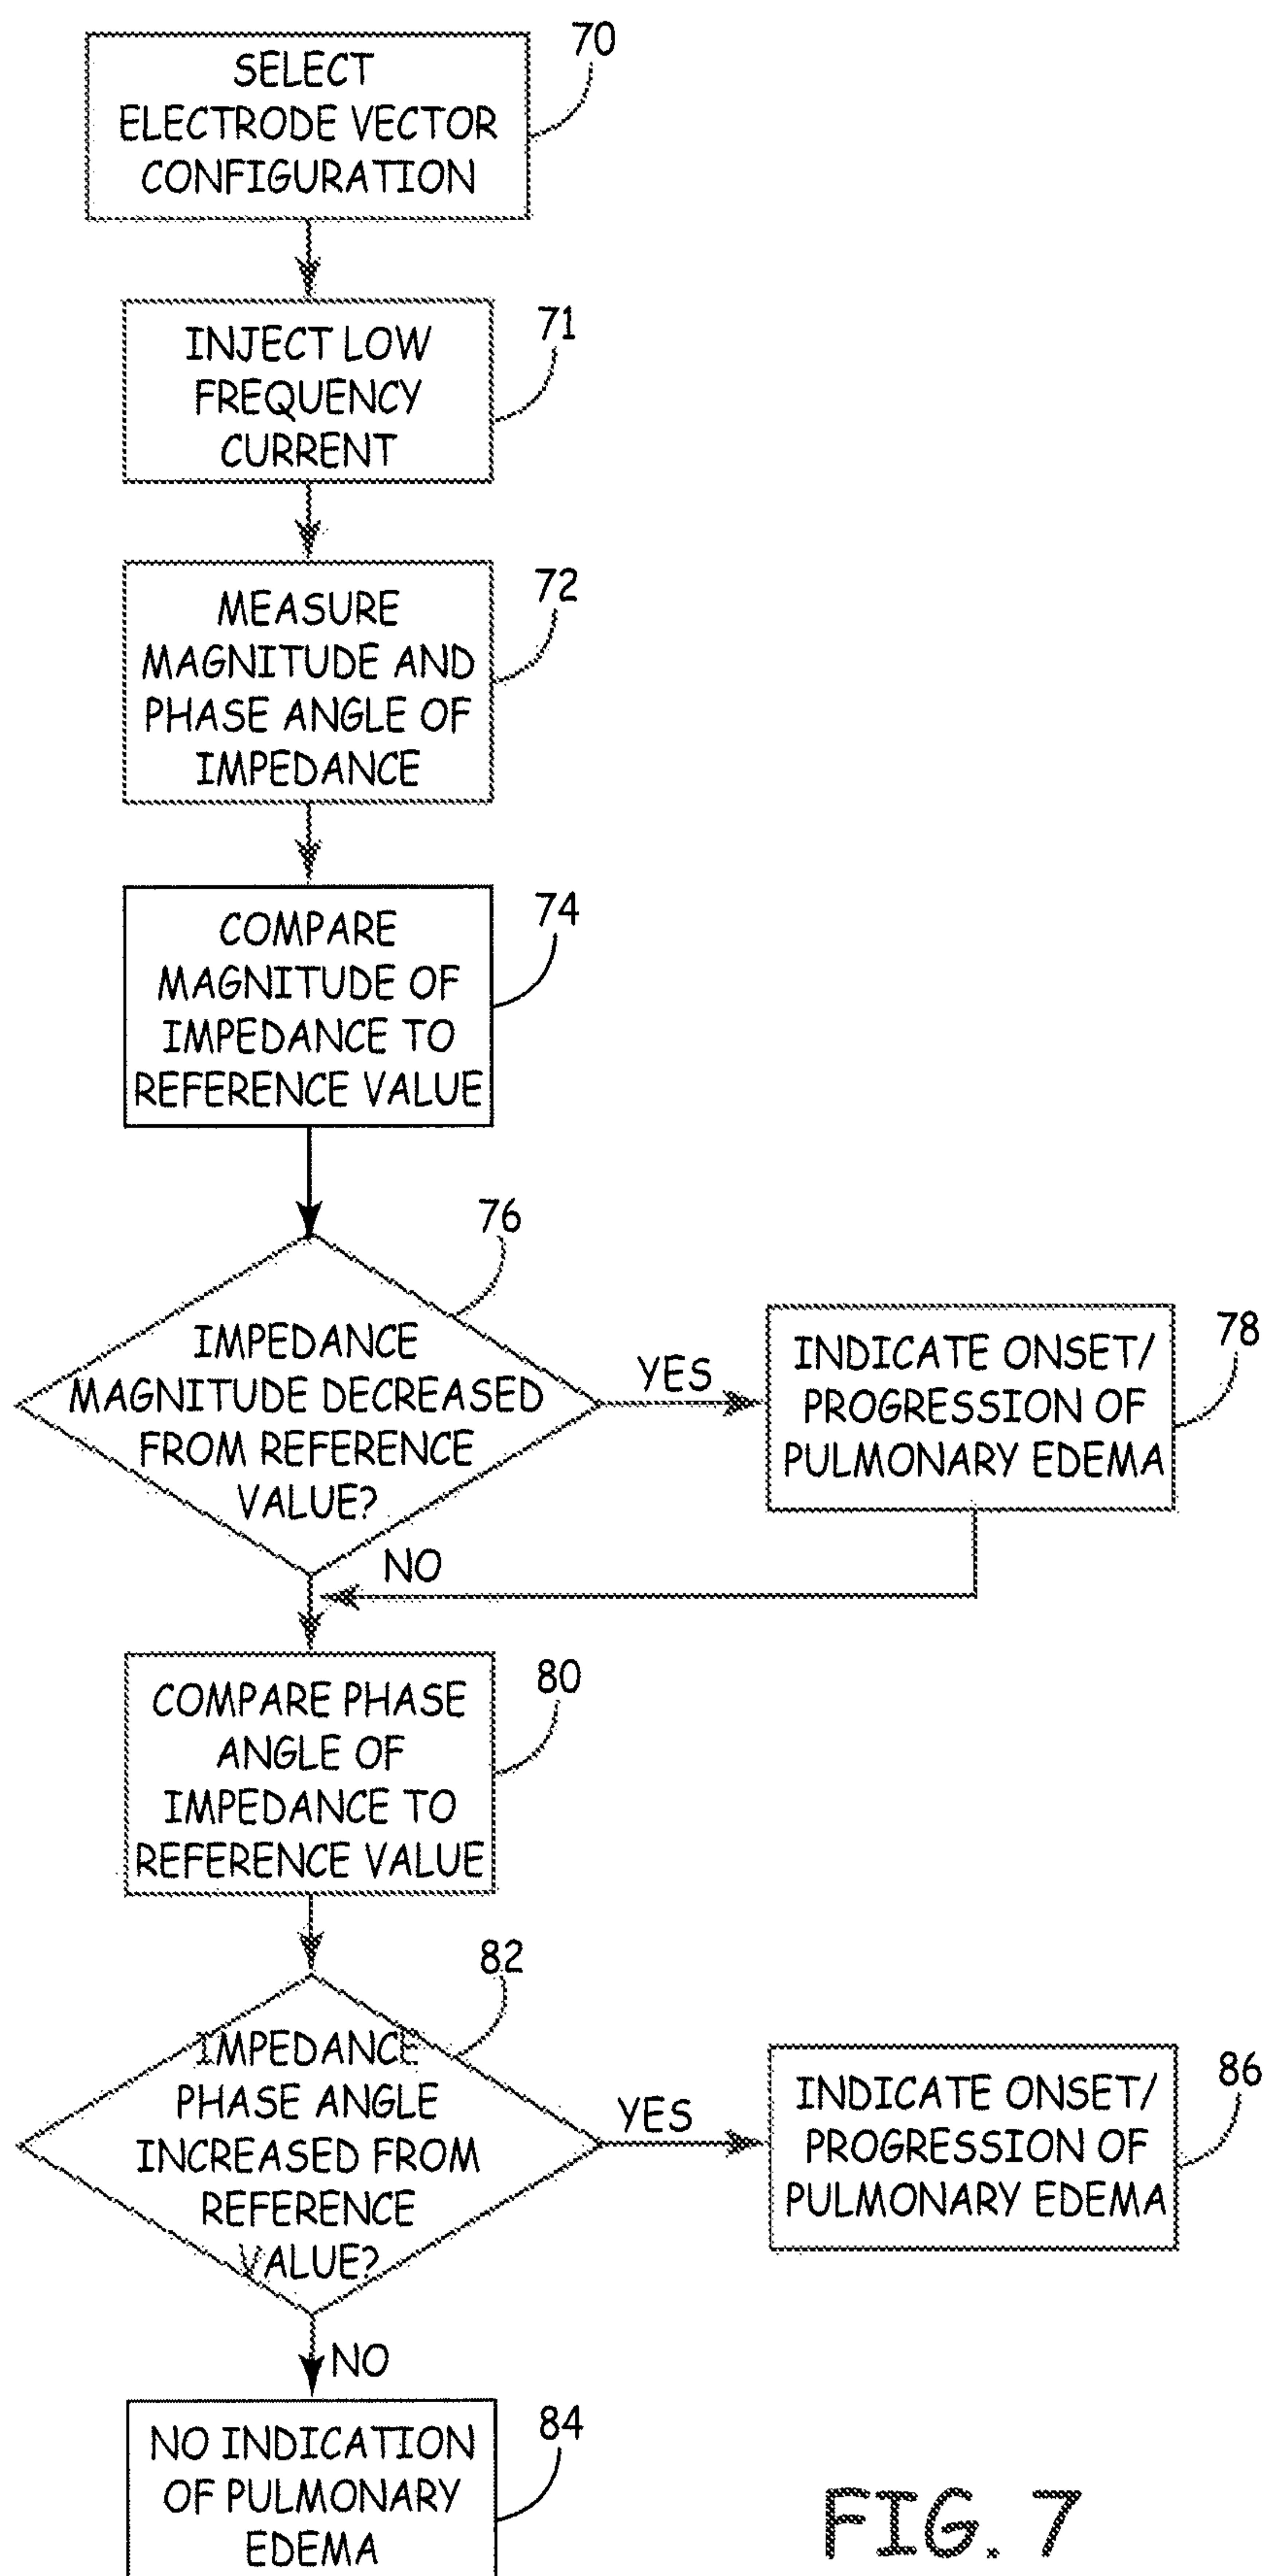 70
SELECT
ELECTRODE VECTOR
CONFIGURATION
71
INJECT LOW
FREQUENCY
CURRENT
72
MEASURE
MAGNITUDE AND
PHASE ANGLE OF
IMPEDANCE
74
COMPARE
MAGNITUDE OF
IMPEDANCE TO
REFERENCE VALUE
76
IMPEDANCE
MAGNITUDE DECREASED
FROM REFERENCE
VALUE?
YES
78
INDICATE ONSET/
PROGRESSION OF
PULMONARY EDEMA
NO
80
COMPARE PHASE
ANGLE OF
IMPEDANCE TO
REFERENCE VALUE
82
IMPEDANCE
PHASE ANGLE
INCREASED FROM
REFERENCE
VALUE?
YES
86
INDICATE ONSET/
PROGRESSION OF
PULMONARY EDEMA
NO
84
NO INDICATION
OF PULMONARY
EDEMA
FIG. 7